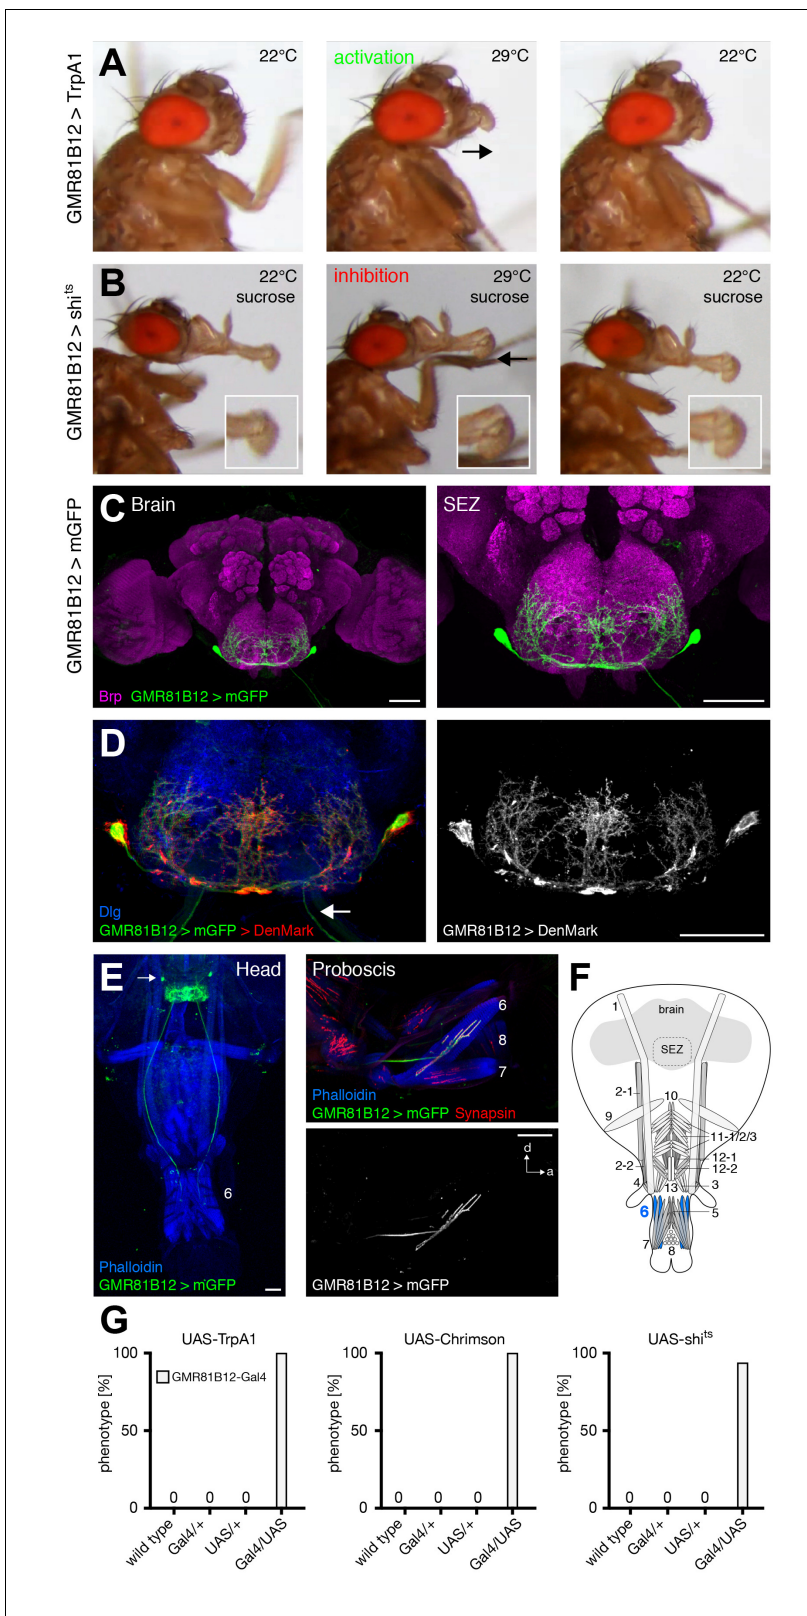 GMR81B12 > TrpA1
A
22°C
activation
29°C
22°C
GMR81B12 > shi^ts
B
22°C
sucrose
inhibition
29°C
sucrose
22°C
sucrose
GMR81B12 > mGFP
C
Brain
Brp GMR81B12 > mGFP
SEZ
D
Dlg
GMR81B12 > mGFP > DenMark
GMR81B12 > DenMark
E
Head
6
Phalloidin
GMR81B12 > mGFP
Proboscis
6
8
7
Phalloidin
GMR81B12 > mGFP Synapsin
d
a
GMR81B12 > mGFP
F
1
brain
SEZ
2-1
10
9
11-1/2/3
12-1
2-2
12-2
4
13
3
6
5
7
8
G
UAS-TrpA1
phenotype [%]
100
50
0
GMR81B12-Gal4
0
0
0
wild type
Gal4/+
UAS/+
Gal4/UAS
UAS-Chrimson
phenotype [%]
100
50
0
0
0
0
wild type
Gal4/+
UAS/+
Gal4/UAS
UAS-shi^ts
phenotype [%]
100
50
0
0
0
0
wild type
Gal4/+
UAS/+
Gal4/UAS